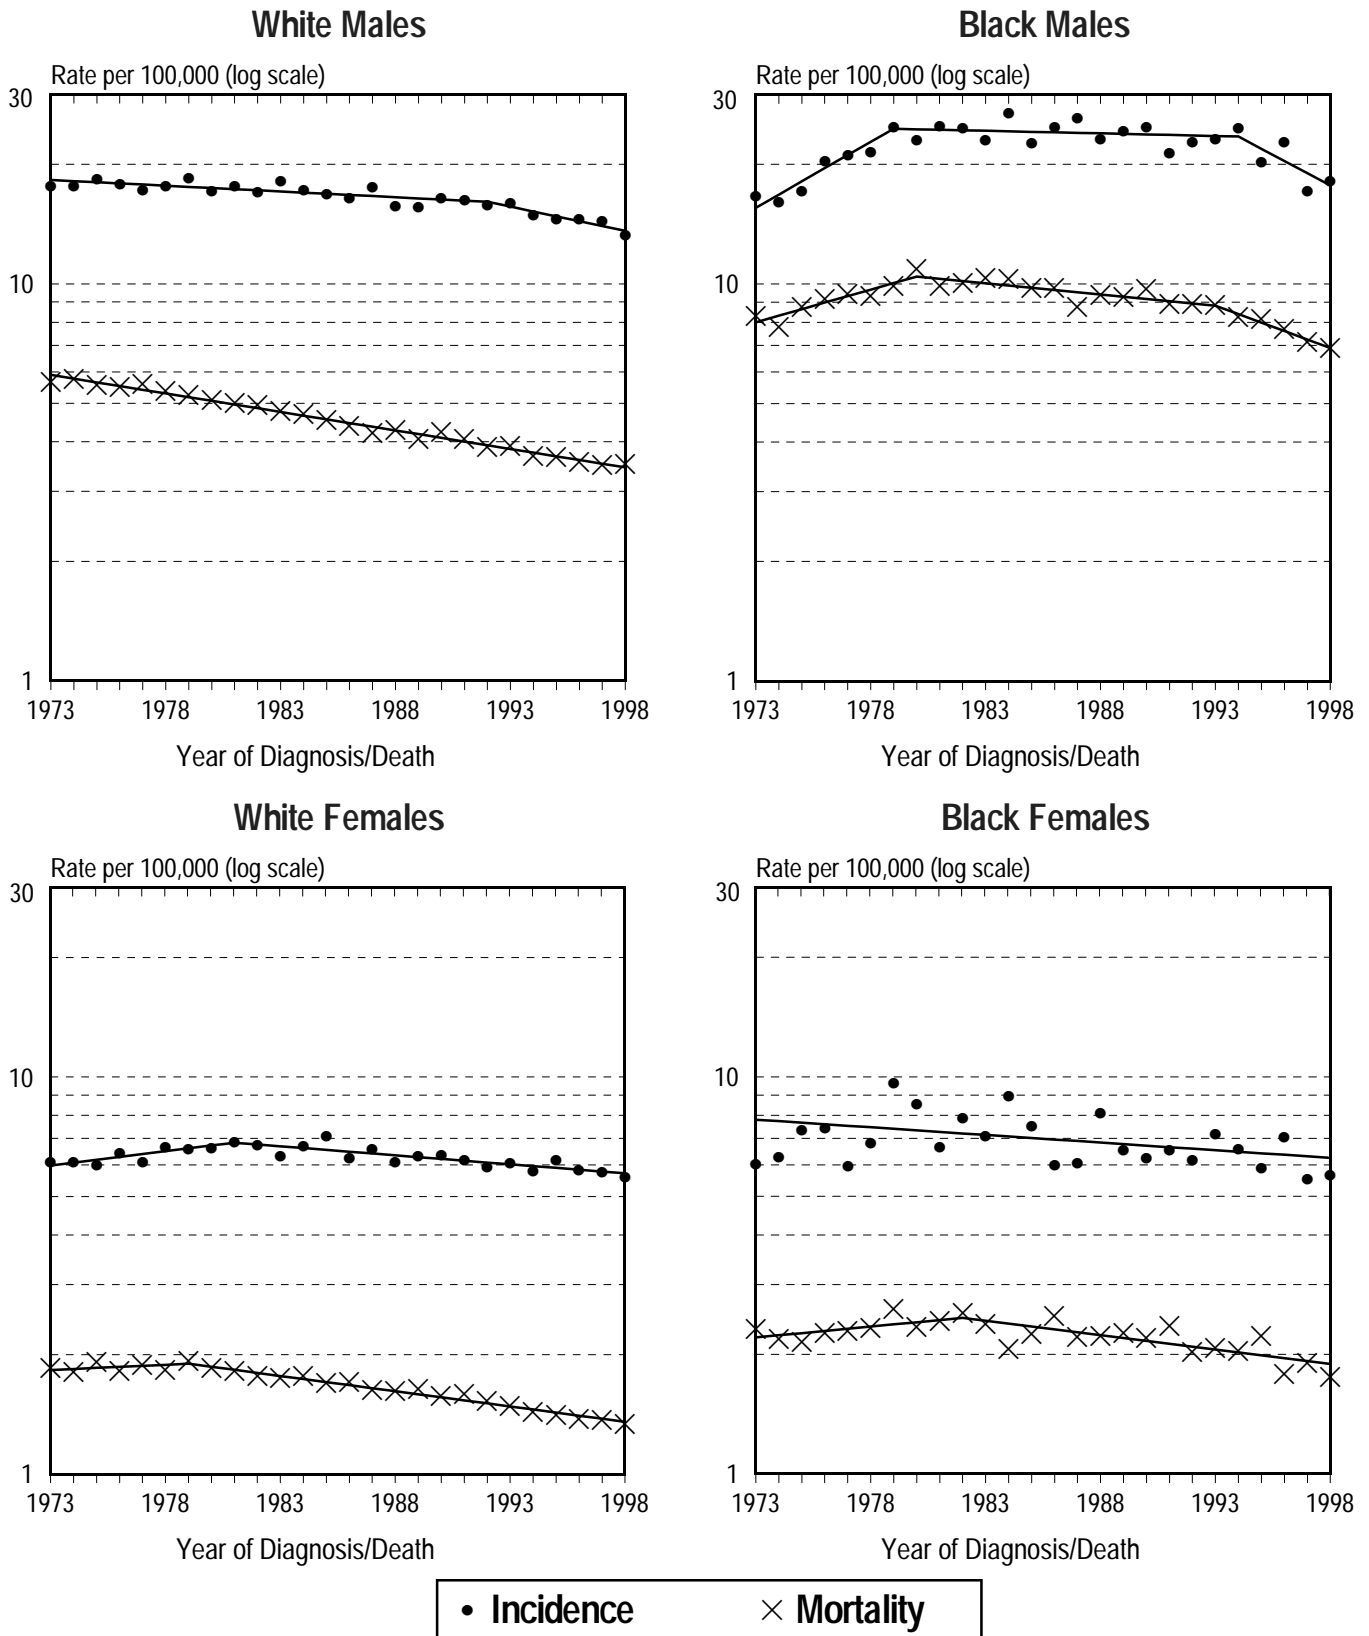 White Males
Rate per 100,000 (log scale)
30
10
1
1973 1978 1983 1988 1993 1998
Year of Diagnosis/Death
Black Males
Rate per 100,000 (log scale)
30
10
1
1973 1978 1983 1988 1993 1998
Year of Diagnosis/Death
White Females
Rate per 100,000 (log scale)
30
10
1
1973 1978 1983 1988 1993 1998
Year of Diagnosis/Death
Black Females
Rate per 100,000 (log scale)
30
10
1
1973 1978 1983 1988 1993 1998
Year of Diagnosis/Death
Incidence Mortality